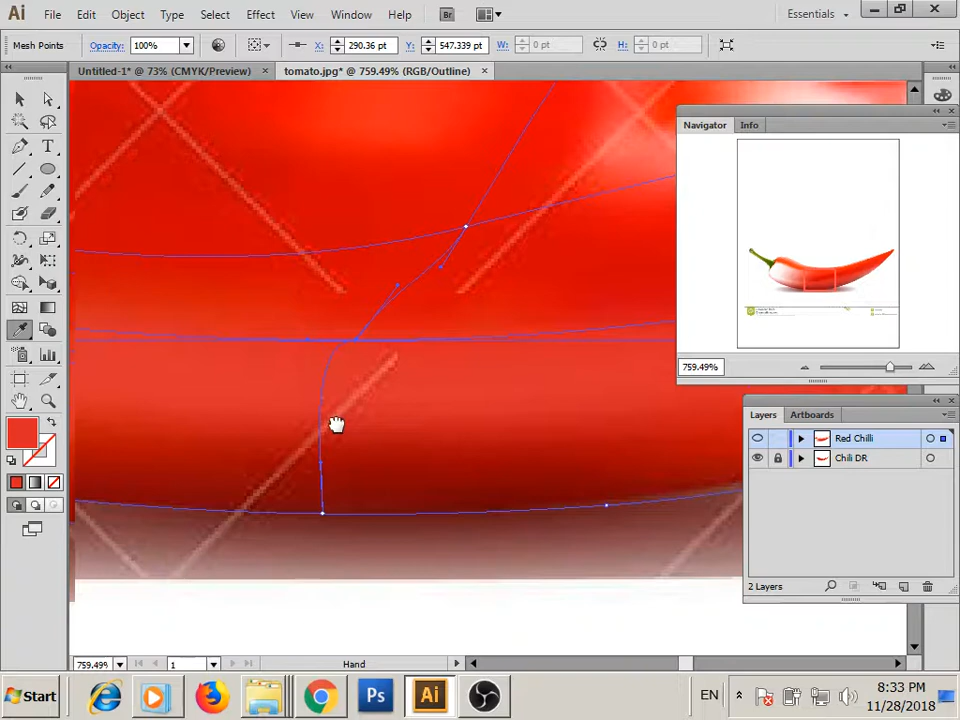 Ai File Edit Object Type Select Effect View Window Help Br Essentials
Mesh Points Opacity: 100% X: 290.36 pt Y: 547.339 pt W: 0 pt H: 0 pt
Untitled-1* @ 73% (CMYK/Preview) × tomato.jpg* @ 759.49% (RGB/Outline) ×
Navigator Info
759.49%
Layers Artboards
Red Chilli
Chili DR
2 Layers
759.49% 1 Hand
Start Ps Ai EN 8:33 PM
11/28/2018